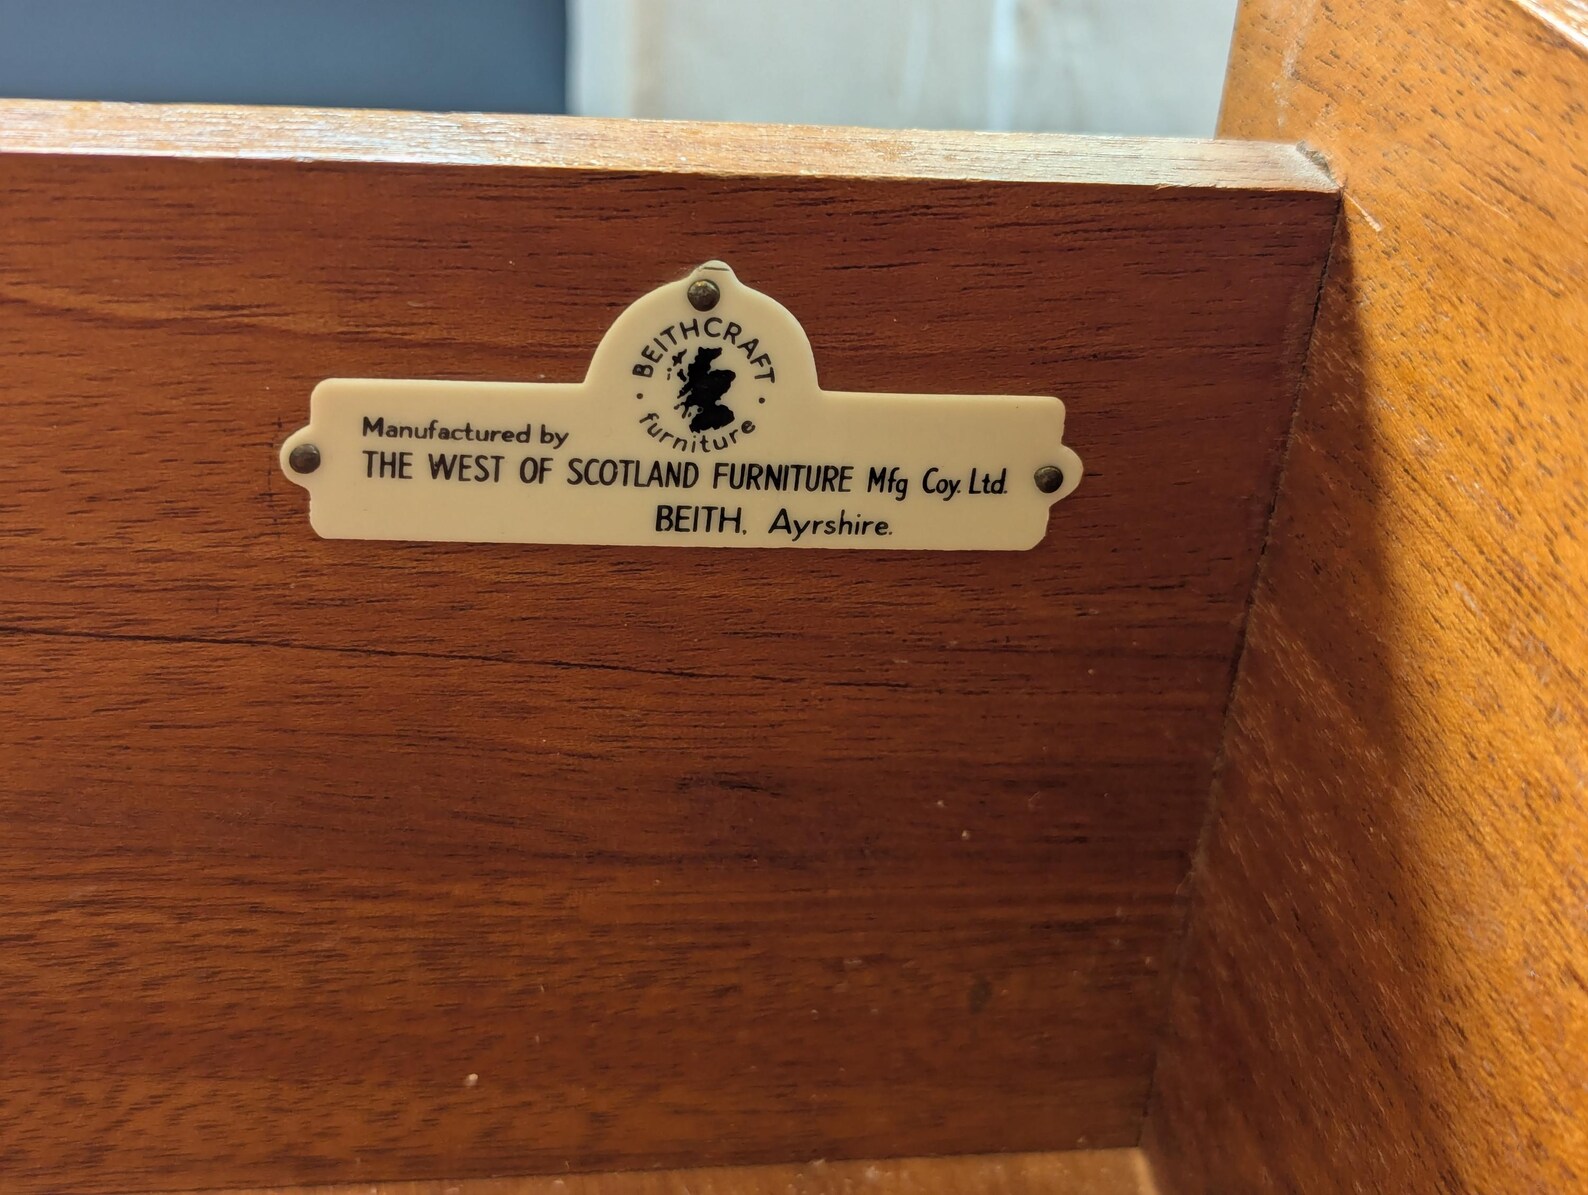 BEITHCRAFT
furniture
Manufactured by
THE WEST OF SCOTLAND FURNITURE Mfg Coy. Ltd.
BEITH, Ayrshire.